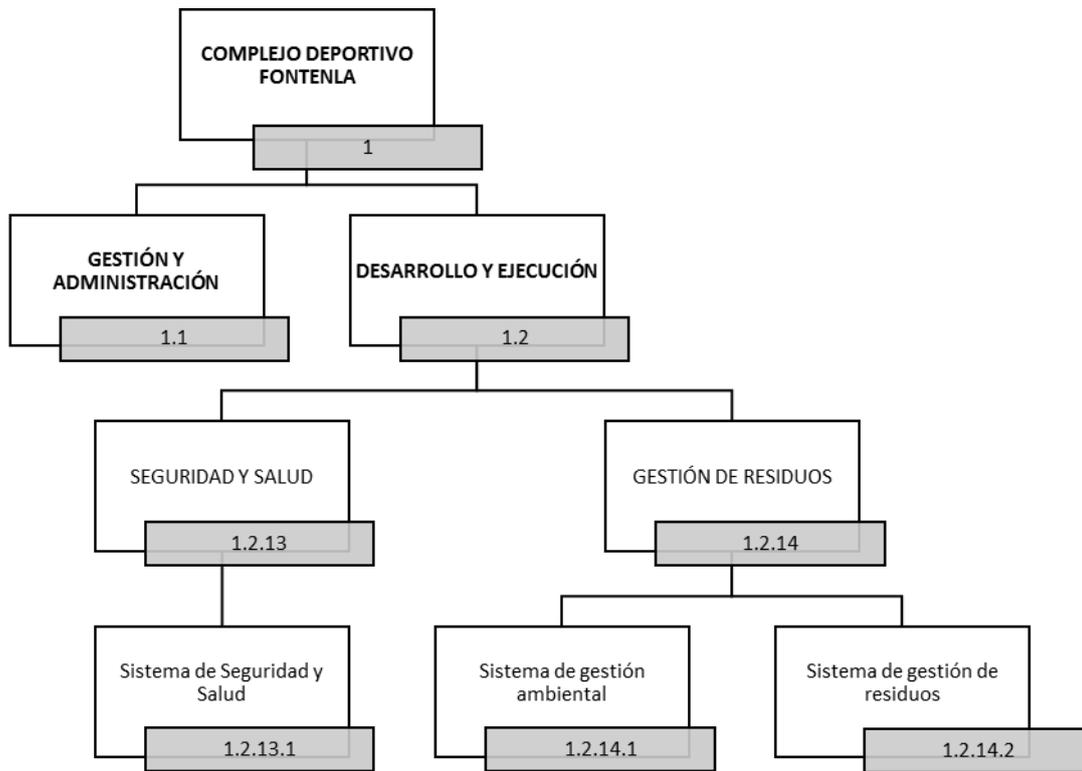 COMPLEJO DEPORTIVO
FONTENLA
1
GESTIÓN Y
ADMINISTRACIÓN
1.1
DESARROLLO Y EJECUCIÓN
1.2
SEGURIDAD Y SALUD
1.2.13
GESTIÓN DE RESIDUOS
1.2.14
Sistema de Seguridad y
Salud
1.2.13.1
Sistema de gestión
ambiental
1.2.14.1
Sistema de gestión de
residuos
1.2.14.2